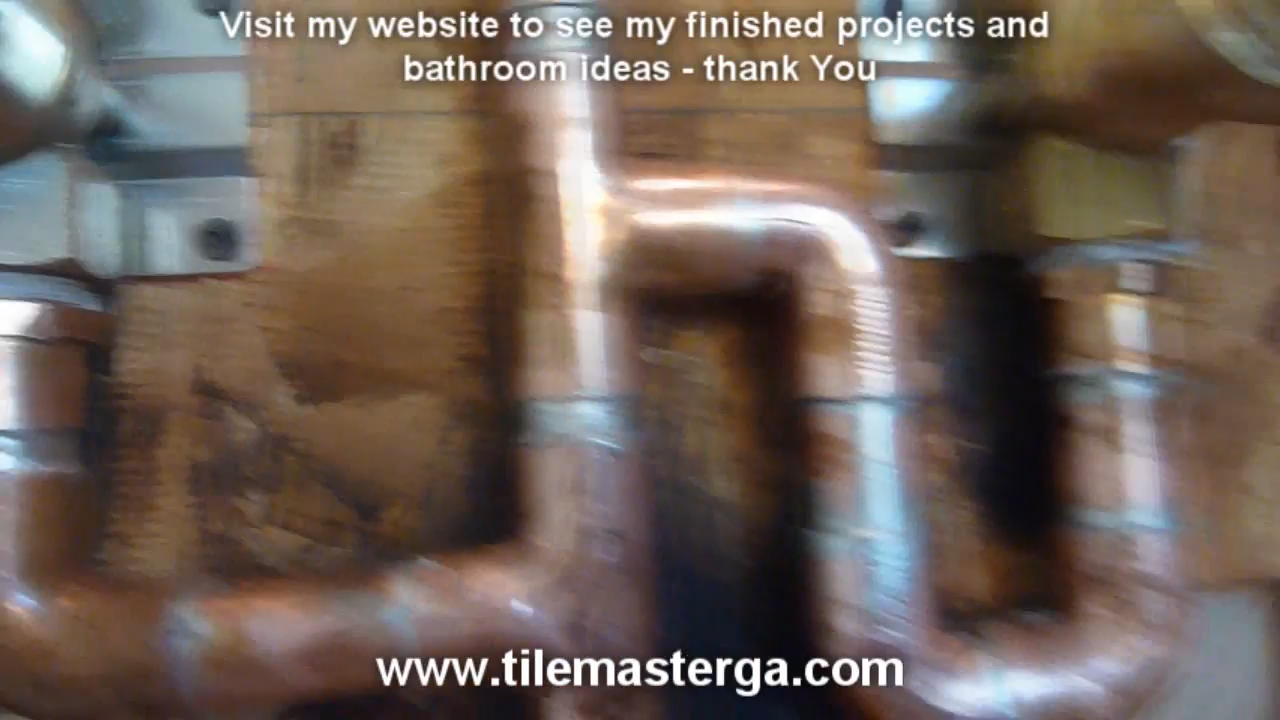 Visit my website to see my finished projects and
bathroom ideas - thank You
www.tilemasterga.com